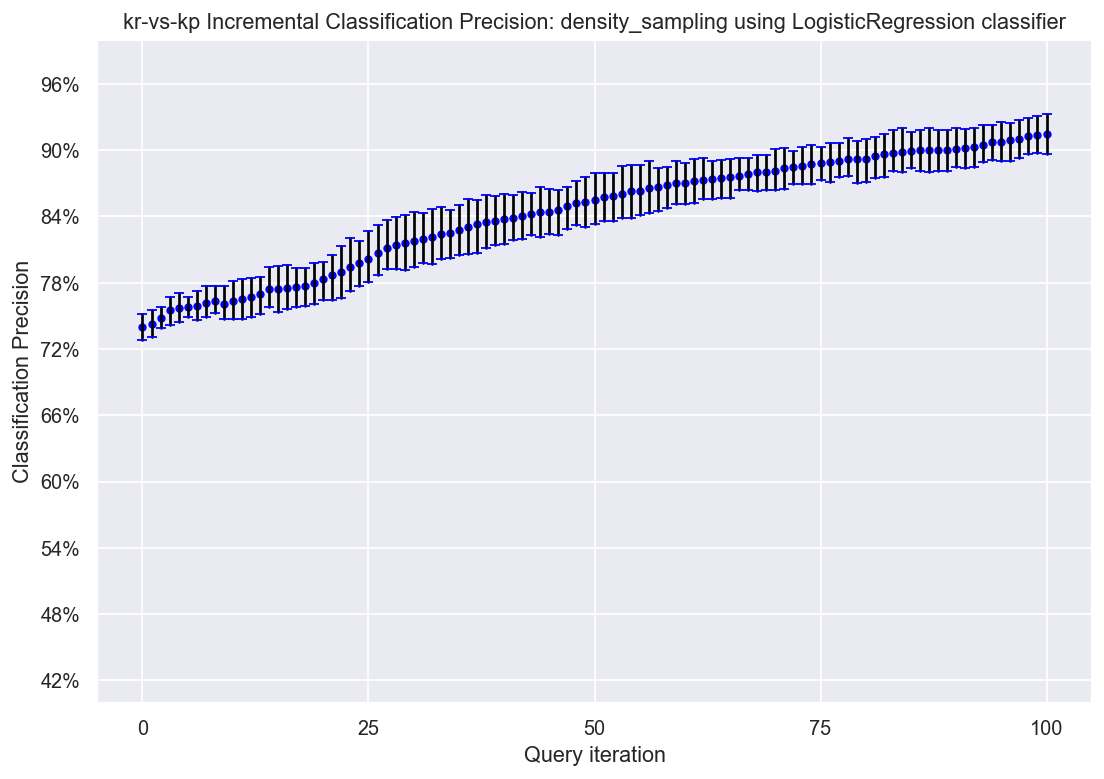 kr-vs-kp Incremental Classification Precision: density_sampling using LogisticRegression classifier
96%
90%
84%
78%
72%
66%
60%
54%
48%
42%
Classification Precision
0 25 50 75 100
Query iteration